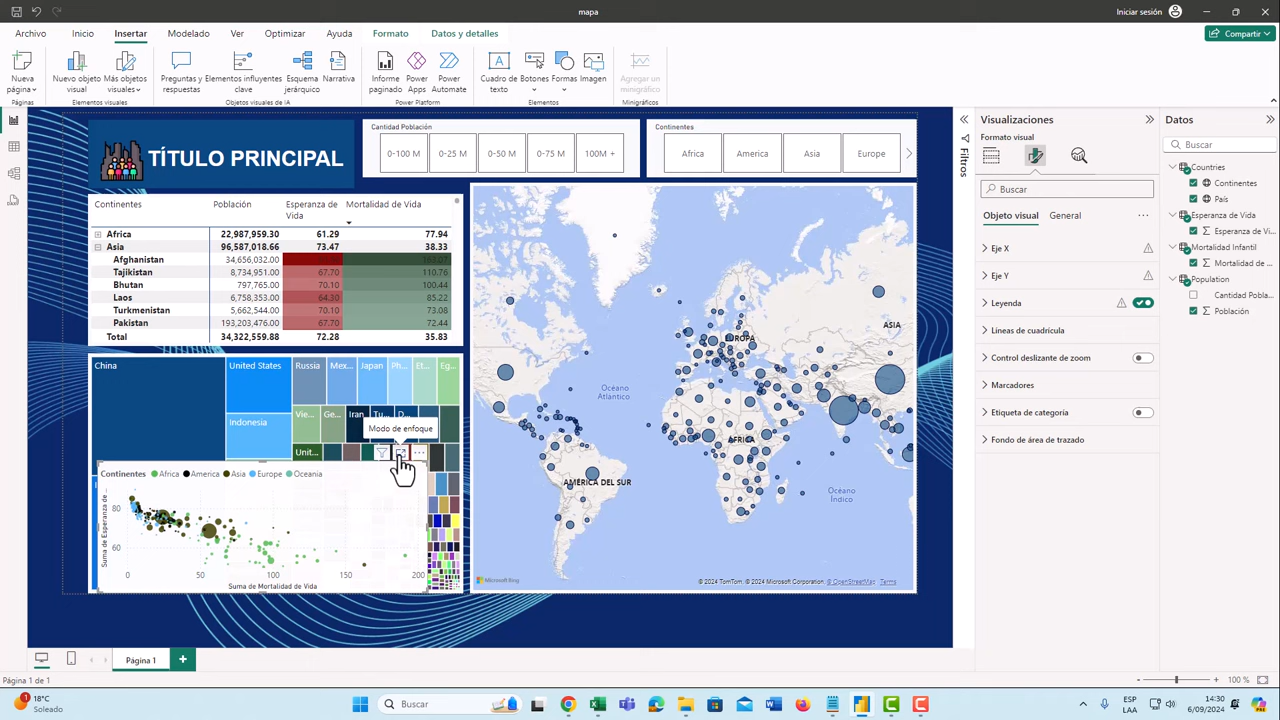 mapa
Iniciar sesión
Archivo Inicio Insertar Modelado Ver Optimizar Ayuda Formato Datos y detalles
Compartir
Nueva página
Nuevo objeto visual
Más objetos visuales
Preguntas y respuestas
Elementos influyentes clave
Esquema jerárquico
Narrativa
Informe paginado
Power Apps
Power Automate
Cuadro de texto
Botones
Formas
Imagen
Agregar un minigráfico
Páginas
Elementos visuales
Objetos visuales de IA
Power Platform
Elementos
Minigráficos
TÍTULO PRINCIPAL
Cantidad Población
0-100 M 0-25 M 0-50 M 0-75 M 100M +
Continentes
Africa America Asia Europe
Continentes Población Esperanza de Vida Mortalidad de Vida
Africa 22,987,959.30 61.29 77.94
Asia 96,587,018.66 73.47 38.33
Afghanistan 34,656,032.00 163.07
Tajikistan 8,734,951.00 67.70 110.76
Bhutan 797,765.00 70.10 100.44
Laos 6,758,353.00 64.30 85.22
Turkmenistan 5,662,544.00 70.10 73.08
Pakistan 193,203,476.00 67.70 72.44
Total 34,322,559.88 72.28 35.83
China United States Russia Mex... Japan Ph... Et... Eg...
Indonesia Vie... Ge... Iran Tu... D...
Unit...
Modo de enfoque
Continentes Africa America Asia Europe Oceania
Suma de Esperanza de ...
80
60
0 50 100 150 200
Suma de Mortalidad de Vida
ASIA
EUROPA
Océano Atlántico
ÁFRICA
AMÉRICA DEL SUR
Océano Índico
Microsoft Bing
© 2024 TomTom, © 2024 Microsoft Corporation, © OpenStreetMap Terms
Filtros
Visualizaciones
Formato visual
Buscar
Objeto visual General
Eje X
Eje Y
Leyenda
Líneas de cuadrícula
Control deslizante de zoom
Marcadores
Etiqueta de categoría
Fondo de área de trazado
Datos
Buscar
Countries
Continentes
País
Esperanza de Vida
Esperanza de Vi...
Mortalidad Infantil
Mortalidad de ...
Population
Cantidad Pobla...
Población
Página 1
Página 1 de 1
18°C
Soleado
Buscar
ESP
LAA
14:30
6/09/2024